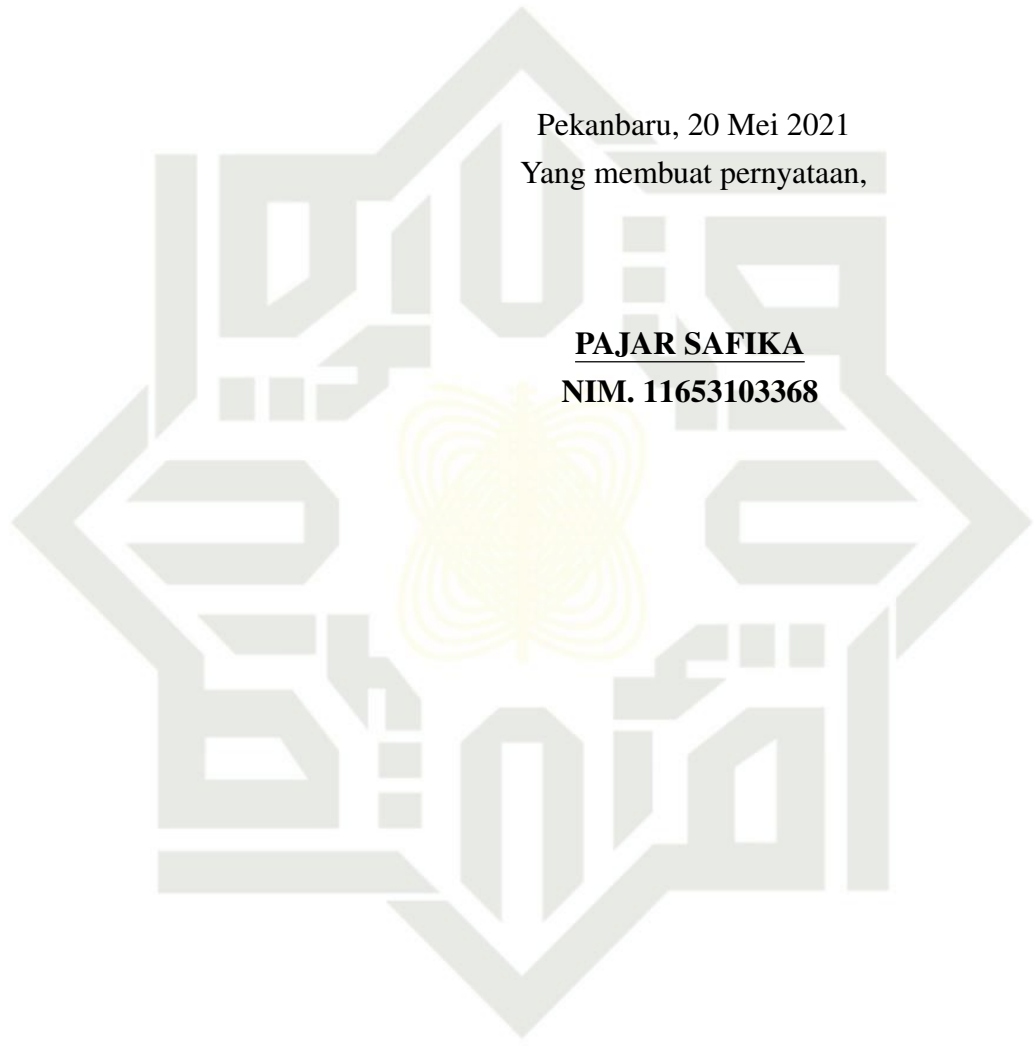 Pekanbaru, 20 Mei 2021
Yang membuat pernyataan,
PAJAR SAFIKA
NIM. 11653103368